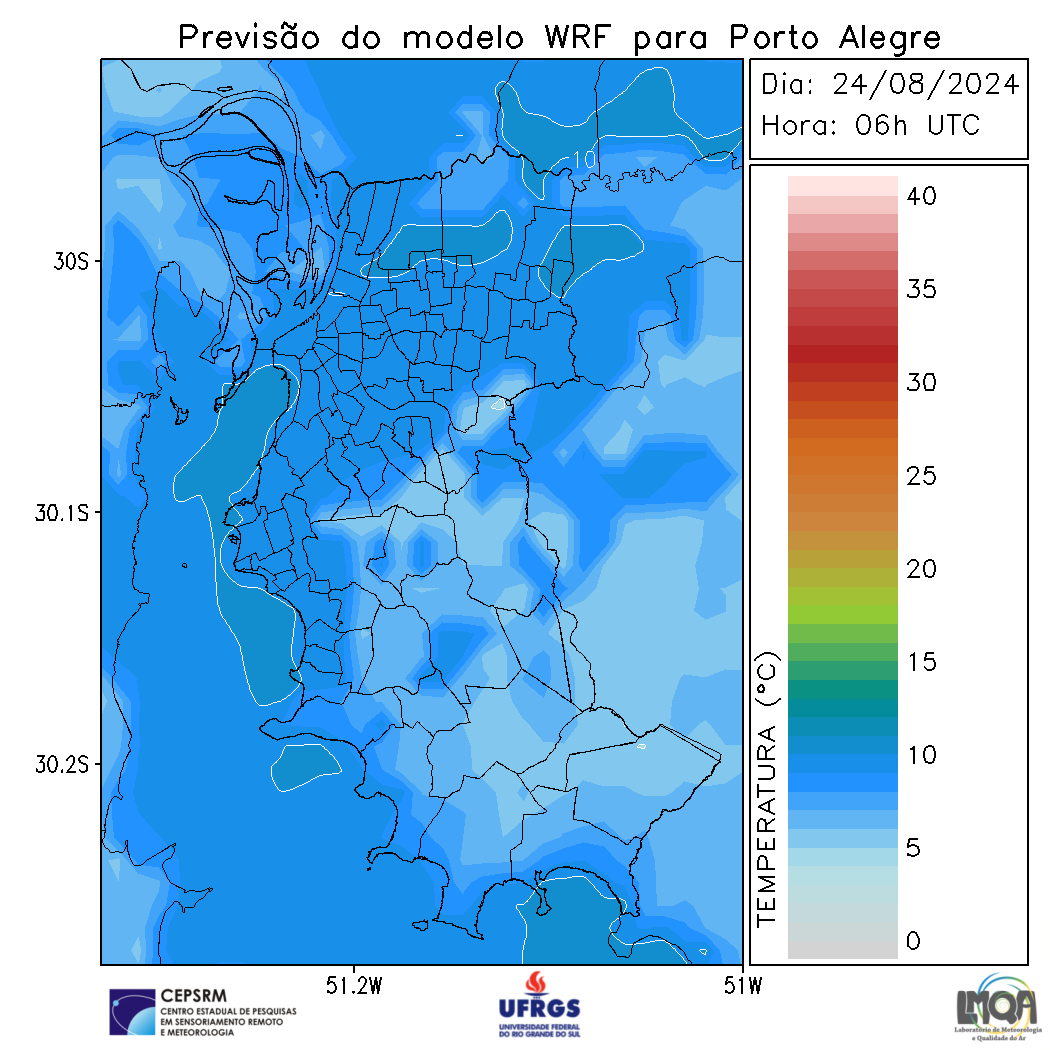 Previsão do modelo WRF para Porto Alegre
Dia: 24/08/2024
Hora: 06h UTC
10
30S
30.1S
30.2S
51.2W
51W
TEMPERATURA (°C)
40
35
30
25
20
15
10
5
0
CEPSRM
CENTRO ESTADUAL DE PESQUISAS
EM SENSORIAMENTO REMOTO
E METEOROLOGIA
UFRGS
UNIVERSIDADE FEDERAL
DO RIO GRANDE DO SUL
LMQA
Laboratório de Meteorologia
e Qualidade do Ar